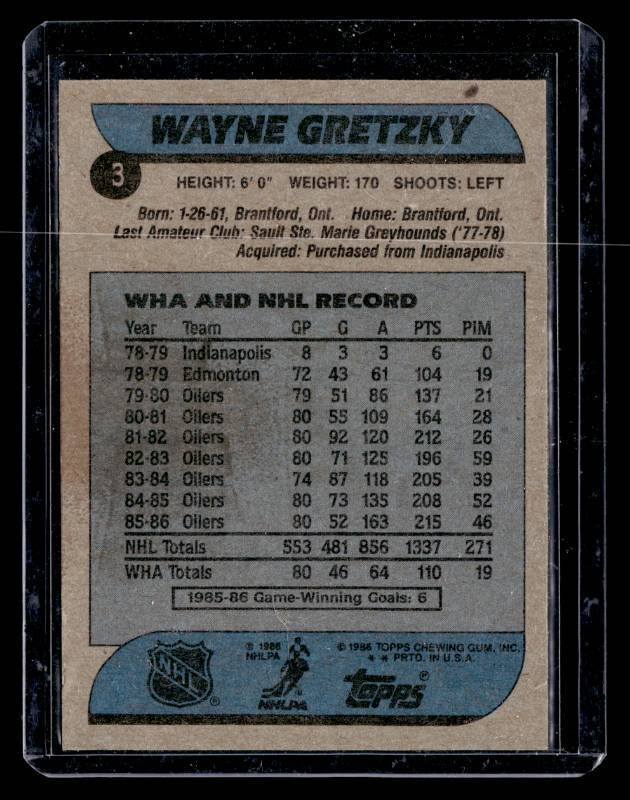 WAYNE GRETZKY
3
HEIGHT: 6' 0" WEIGHT: 170 SHOOTS: LEFT
Born: 1-26-61, Brantford, Ont. Home: Brantford, Ont.
Last Amateur Club: Sault Ste. Marie Greyhounds ('77-78)
Acquired: Purchased from Indianapolis
WHA AND NHL RECORD
Year Team GP G A PTS PIM
78-79 Indianapolis 8 3 3 6 0
78-79 Edmonton 72 43 61 104 19
79-80 Oilers 79 51 86 137 21
80-81 Oilers 80 55 109 164 28
81-82 Oilers 80 92 120 212 26
82-83 Oilers 80 71 125 196 59
83-84 Oilers 74 87 118 205 39
84-85 Oilers 80 73 135 208 52
85-86 Oilers 80 52 163 215 46
NHL Totals 553 481 856 1337 271
WHA Totals 80 46 64 110 19
1985-86 Game-Winning Goals: 6
NHL ®
© 1986
NHLPA
NHLPA
© 1986 TOPPS CHEWING GUM, INC.
* * PRTD. IN U.S.A.
TOPPS ®